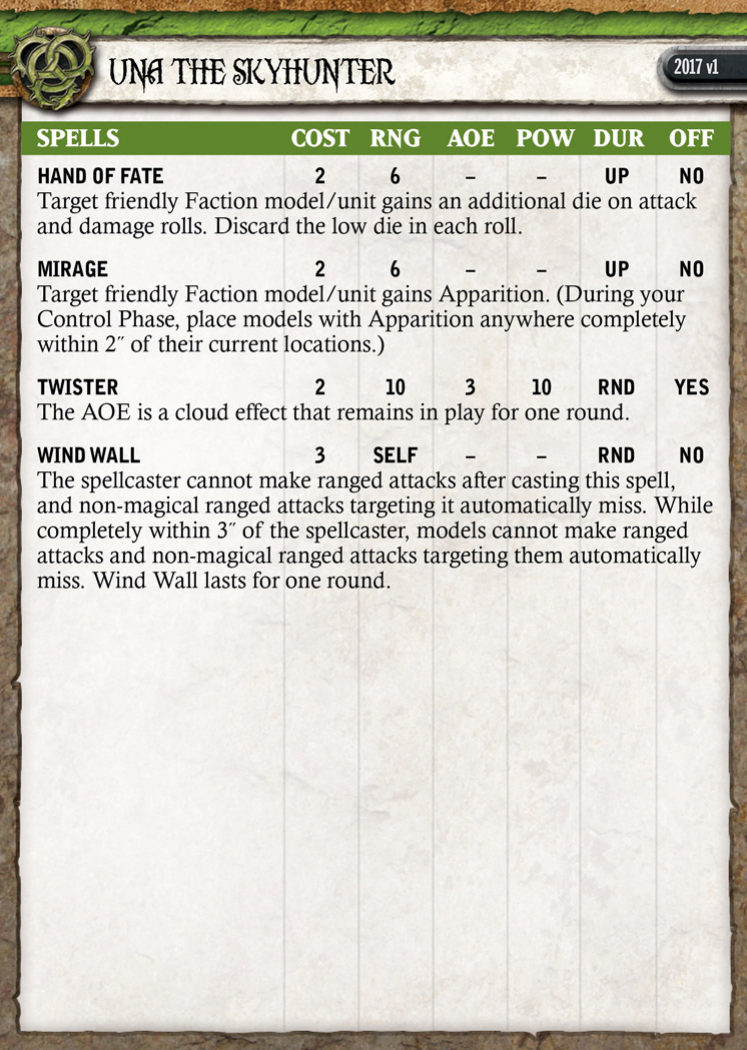 UNA THE SKYHUNTER
2017 v1
SPELLS COST RNG AOE POW DUR OFF
HAND OF FATE 2 6 – – UP NO
Target friendly Faction model/unit gains an additional die on attack
and damage rolls. Discard the low die in each roll.
MIRAGE 2 6 – – UP NO
Target friendly Faction model/unit gains Apparition. (During your
Control Phase, place models with Apparition anywhere completely
within 2″ of their current locations.)
TWISTER 2 10 3 10 RND YES
The AOE is a cloud effect that remains in play for one round.
WIND WALL 3 SELF – – RND NO
The spellcaster cannot make ranged attacks after casting this spell,
and non-magical ranged attacks targeting it automatically miss. While
completely within 3″ of the spellcaster, models cannot make ranged
attacks and non-magical ranged attacks targeting them automatically
miss. Wind Wall lasts for one round.